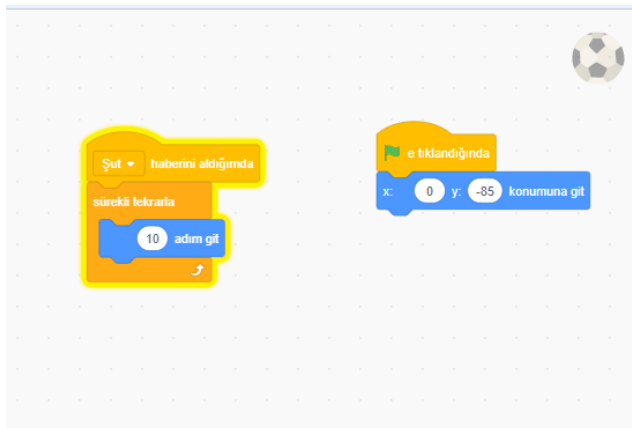 Şut haberini aldığımda
sürekli tekrarla
10 adım git
e tıklandığında
x: 0 y: -85 konumuna git